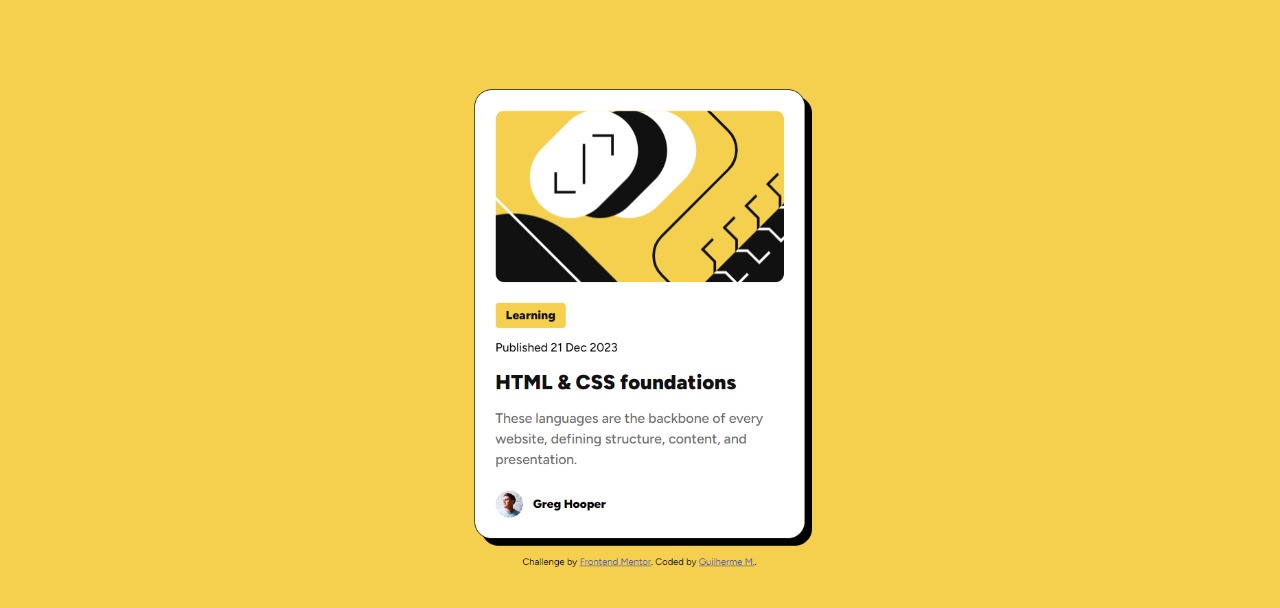 Learning
Published 21 Dec 2023
HTML & CSS foundations
These languages are the backbone of every
website, defining structure, content, and
presentation.
Greg Hooper
Challenge by Frontend Mentor. Coded by Guilherme M..